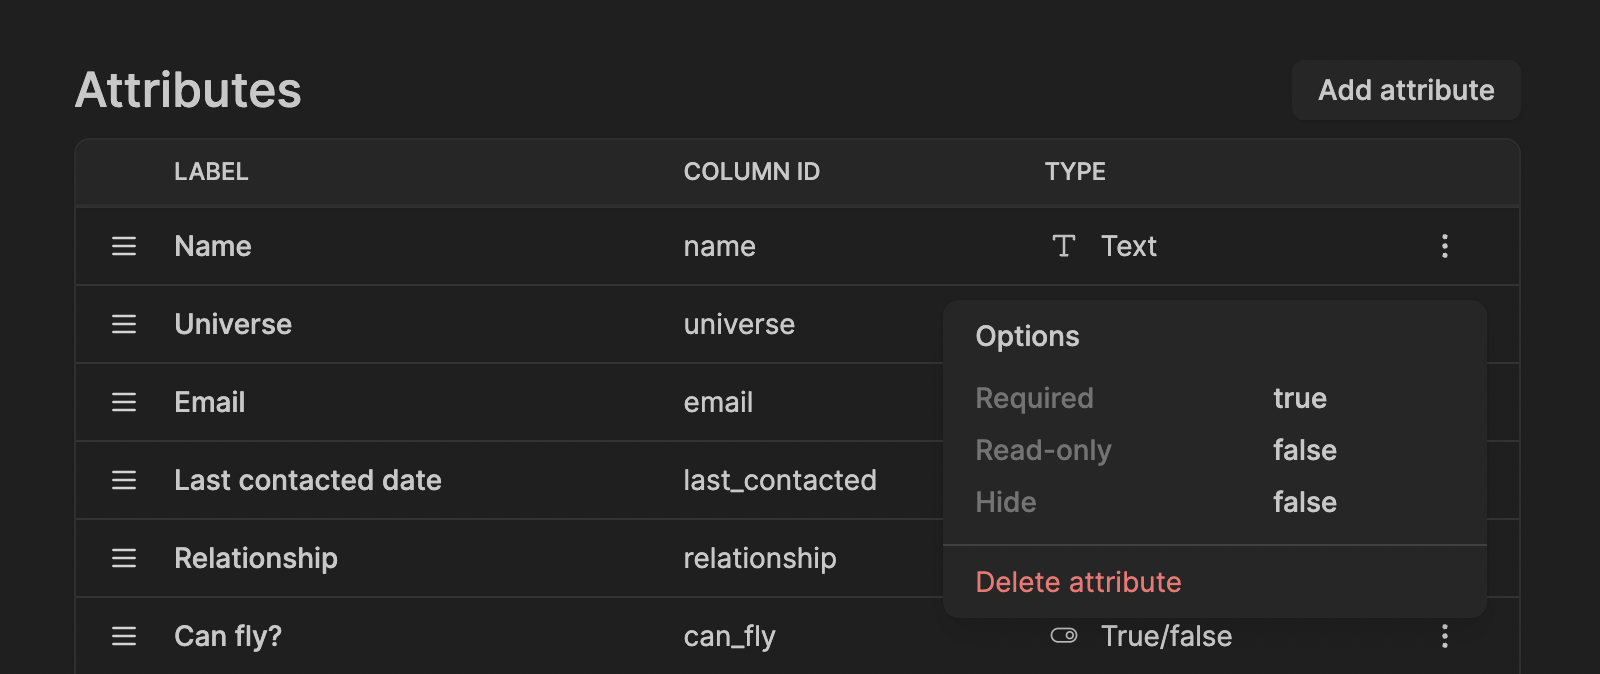 Attributes
Add attribute
LABEL COLUMN ID TYPE
Name name Text
Universe universe
Options
Email email
Required true
Read-only false
Last contacted date last_contacted
Hide false
Relationship relationship
Delete attribute
Can fly? can_fly True/false